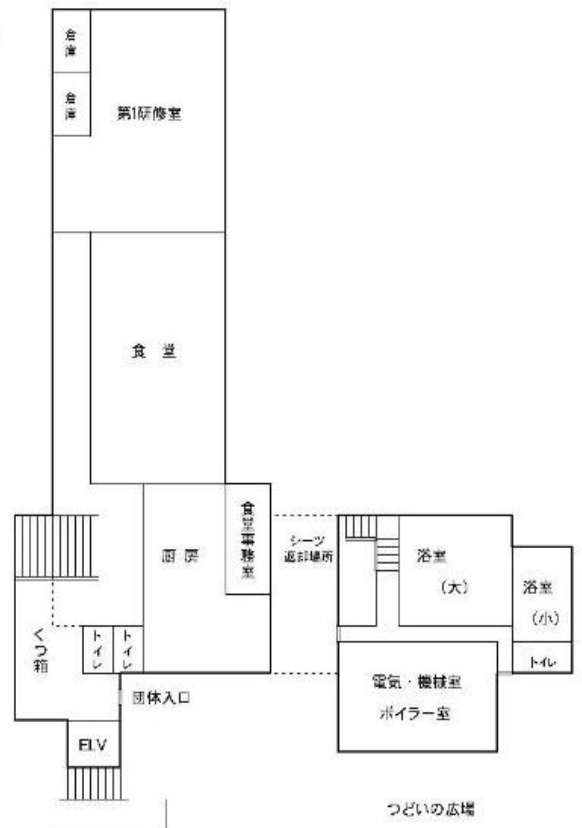 倉庫
倉庫
第1研修室
食 堂
厨 房
食堂事務室
シーツ
返却場所
浴室
(大)
浴室
(小)
トイレ
トイレ
トイレ
くつ箱
団体入口
電気・機械室
ボイラー室
ELV
つどいの広場